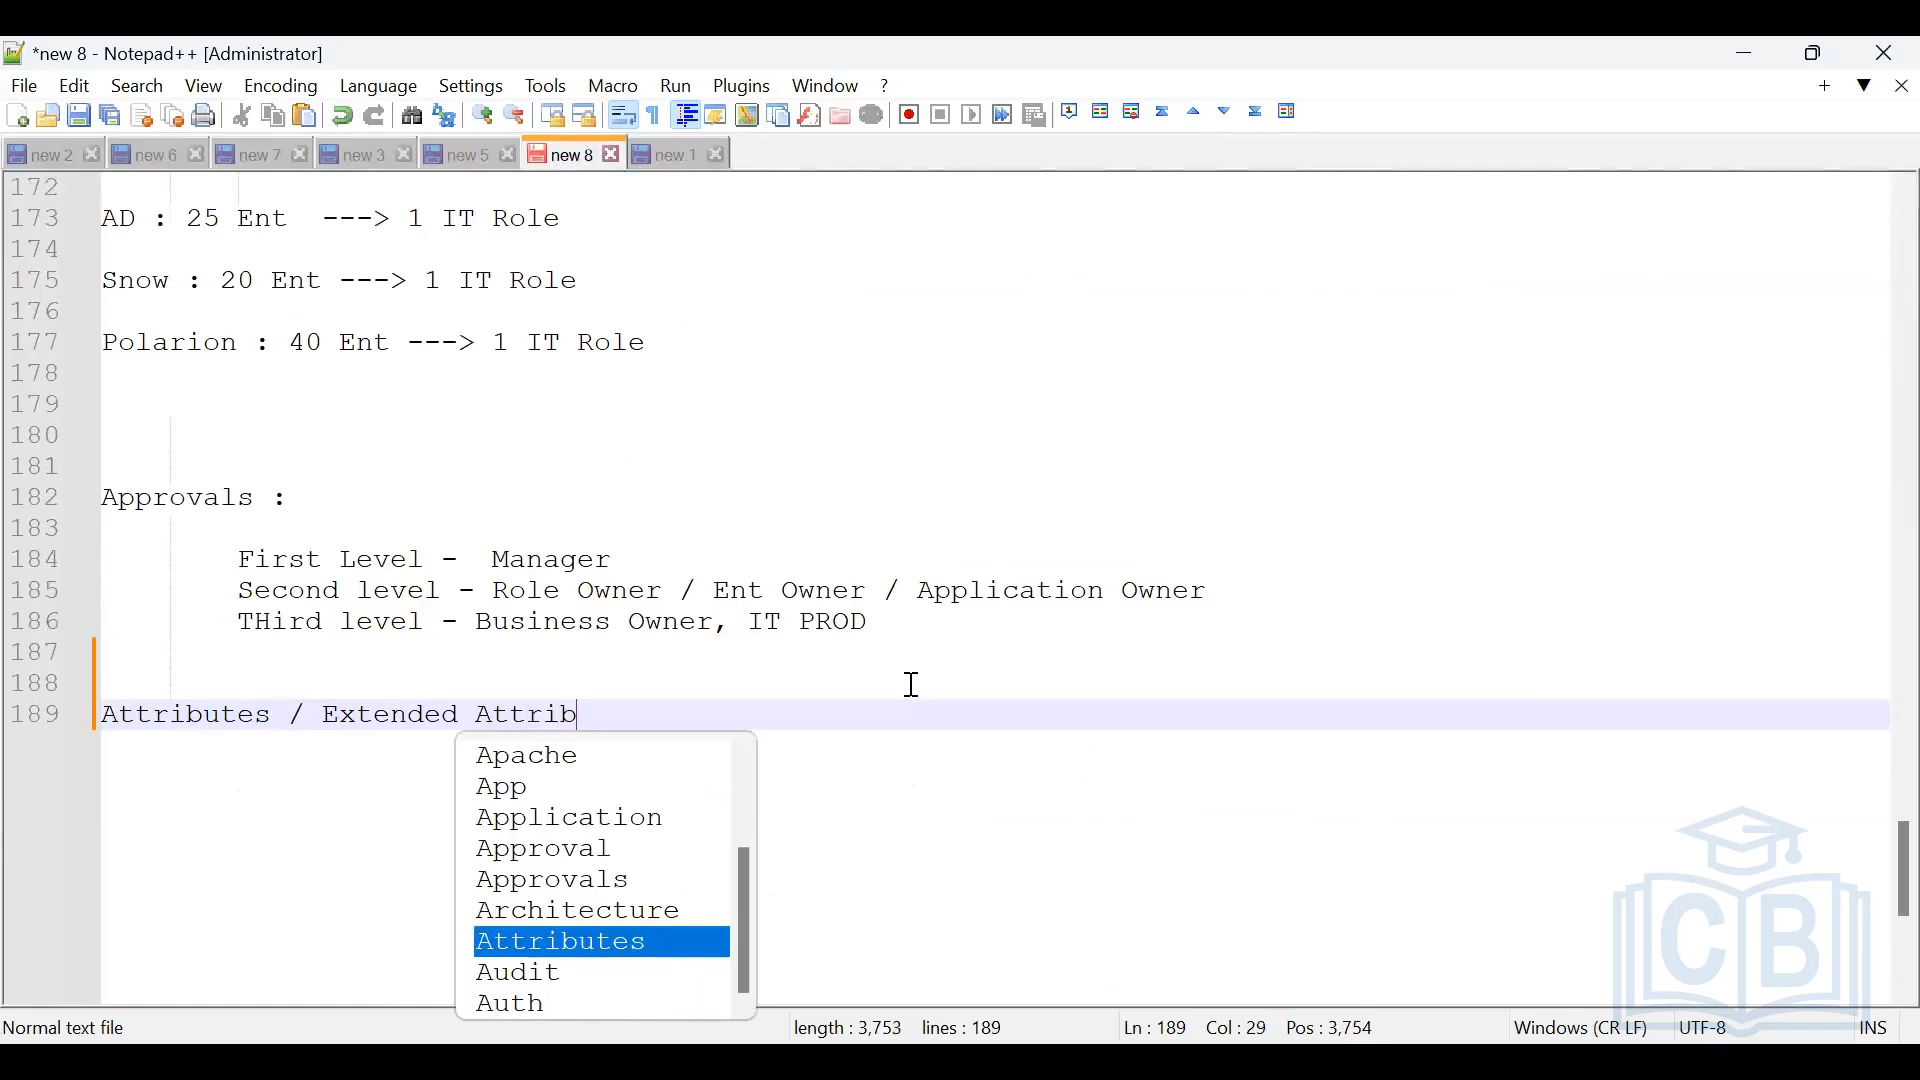 *new 8 - Notepad++ [Administrator]
File Edit Search View Encoding Language Settings Tools Macro Run Plugins Window ?
new 2 new 6 new 7 new 3 new 5 new 8 new 1
172
173 AD : 25 Ent ---> 1 IT Role
174
175 Snow : 20 Ent ---> 1 IT Role
176
177 Polarion : 40 Ent ---> 1 IT Role
178
179
180
181
182 Approvals :
183
184 First Level - Manager
185 Second level - Role Owner / Ent Owner / Application Owner
186 THird level - Business Owner, IT PROD
187
188
189 Attributes / Extended Attrib
Apache
App
Application
Approval
Approvals
Architecture
Attributes
Audit
Auth
CB
Normal text file length : 3,753 lines : 189 Ln : 189 Col : 29 Pos : 3,754 Windows (CR LF) UTF-8 INS